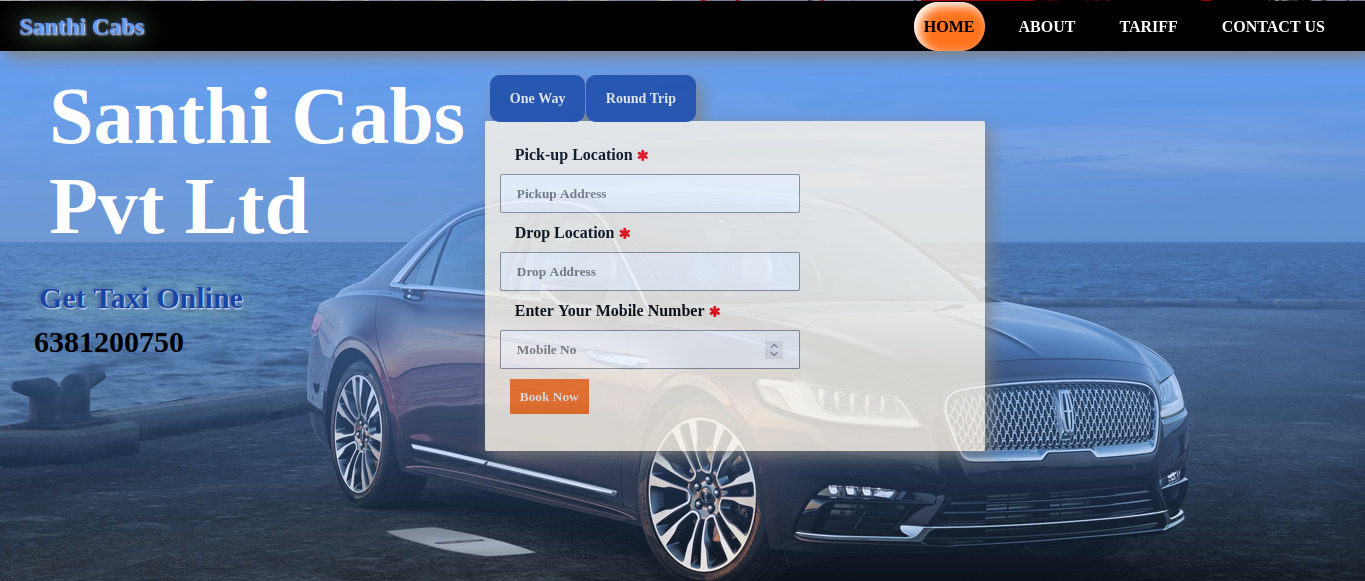 Santhi Cabs
HOME ABOUT TARIFF CONTACT US
Santhi Cabs
Pvt Ltd
Get Taxi Online
6381200750
One Way Round Trip
Pick-up Location ✱
Pickup Address
Drop Location ✱
Drop Address
Enter Your Mobile Number ✱
Mobile No
Book Now